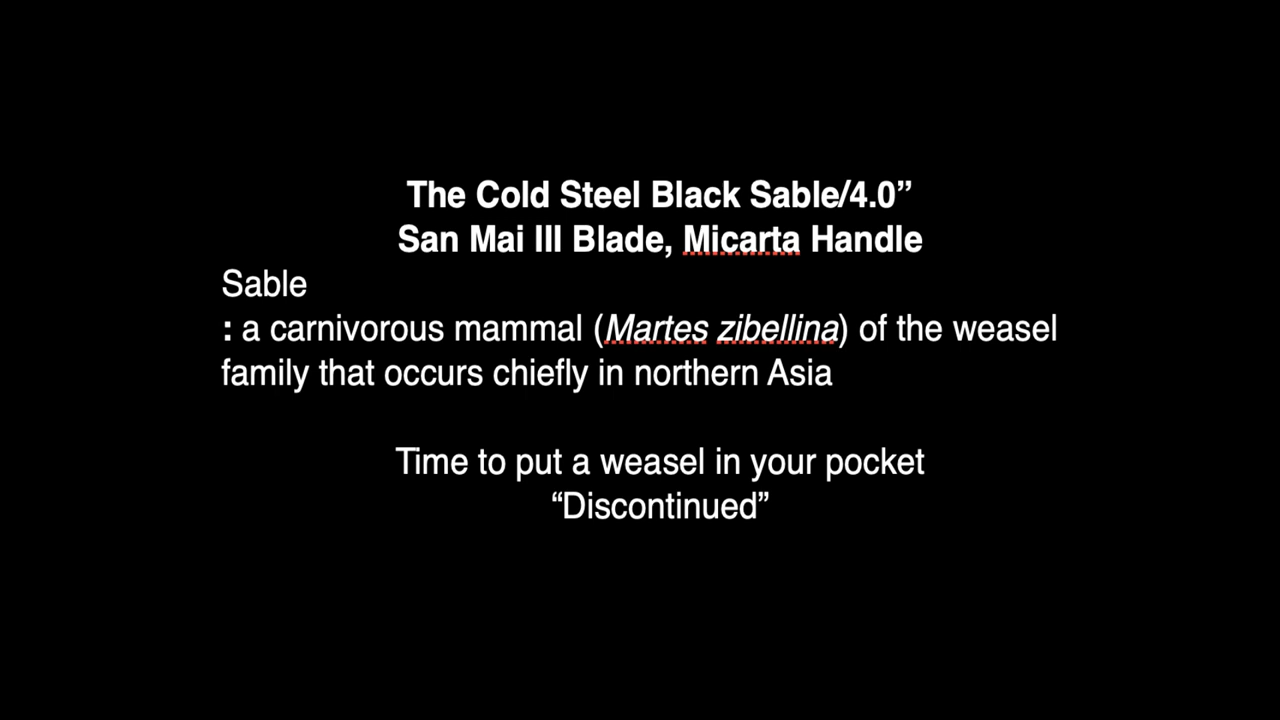 The Cold Steel Black Sable/4.0”
San Mai III Blade, Micarta Handle
Sable
: a carnivorous mammal (Martes zibellina) of the weasel
family that occurs chiefly in northern Asia
Time to put a weasel in your pocket
“Discontinued”